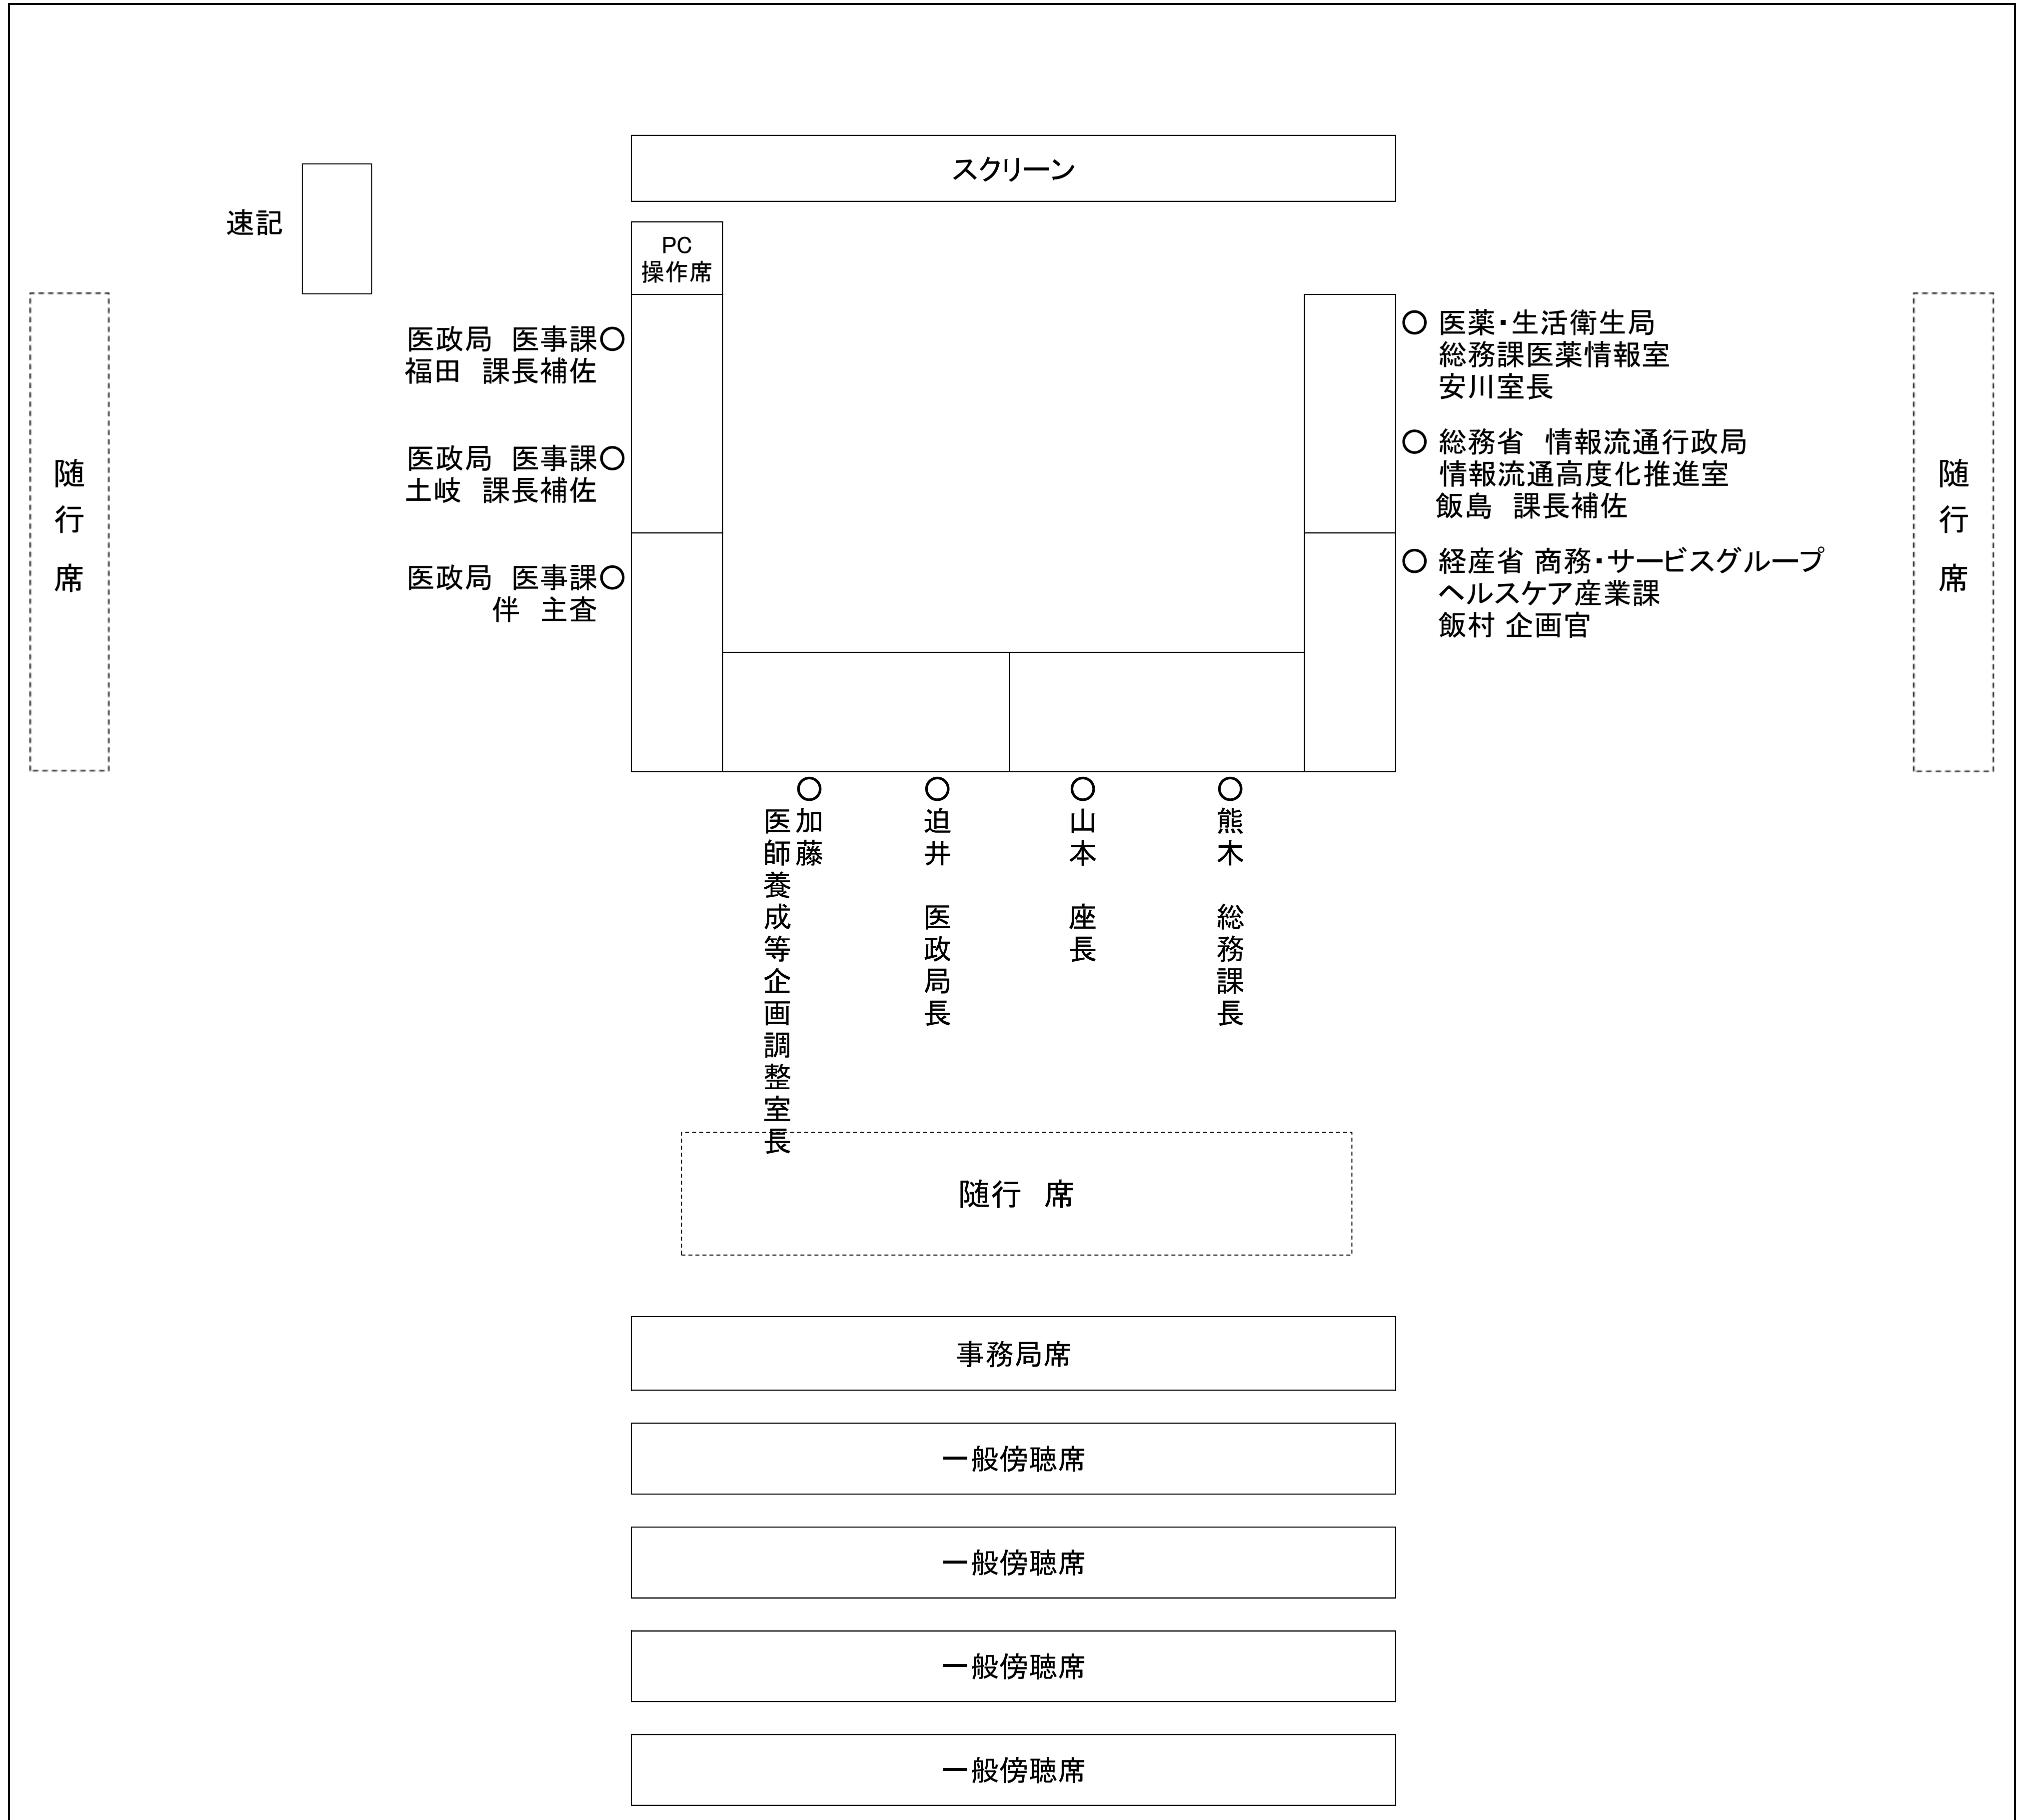 スクリーン
速記
PC
操作席
医政局　医事課〇
福田　課長補佐
医政局　医事課〇
土岐　課長補佐
医政局　医事課〇
伴　主査
〇 医薬・生活衛生局
総務課医薬情報室
安川室長
〇 総務省　情報流通行政局
情報流通高度化推進室
飯島　課長補佐
〇 経産省 商務・サービスグループ
ヘルスケア産業課
飯村 企画官
随行席
随行席
〇加藤
医師養成等企画調整室長
〇迫井　医政局長
〇山本　座長
〇熊木　総務課長
随行　席
事務局席
一般傍聴席
一般傍聴席
一般傍聴席
一般傍聴席